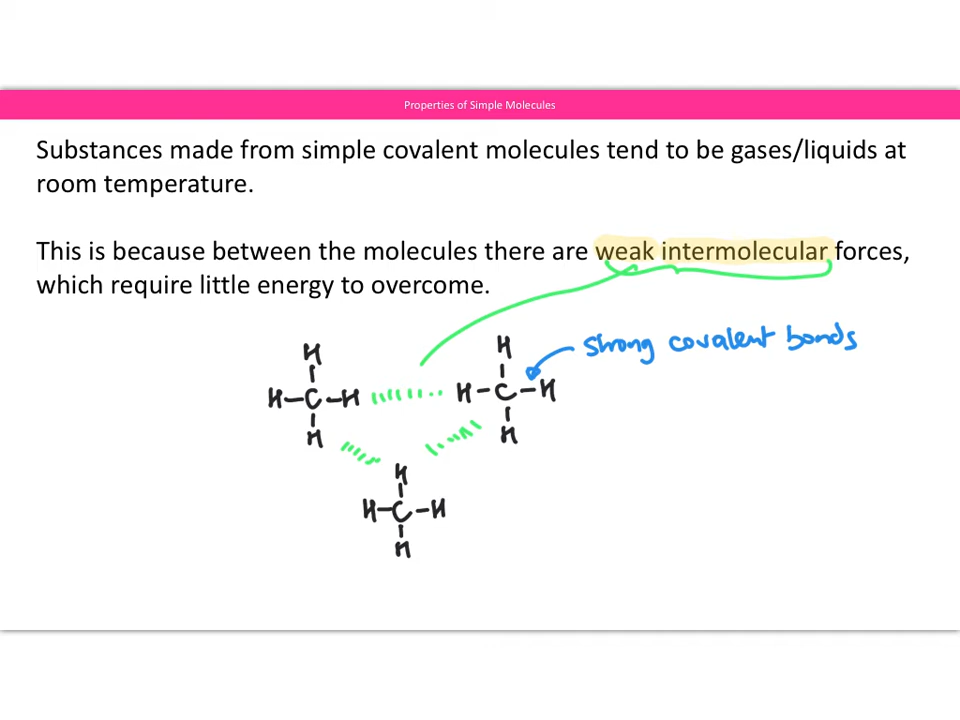 Properties of Simple Molecules
Substances made from simple covalent molecules tend to be gases/liquids at
room temperature.
This is because between the molecules there are weak intermolecular forces,
which require little energy to overcome.
strong covalent bonds
H
H
H–C–H
H–C–H
H
H
H
H–C–H
H